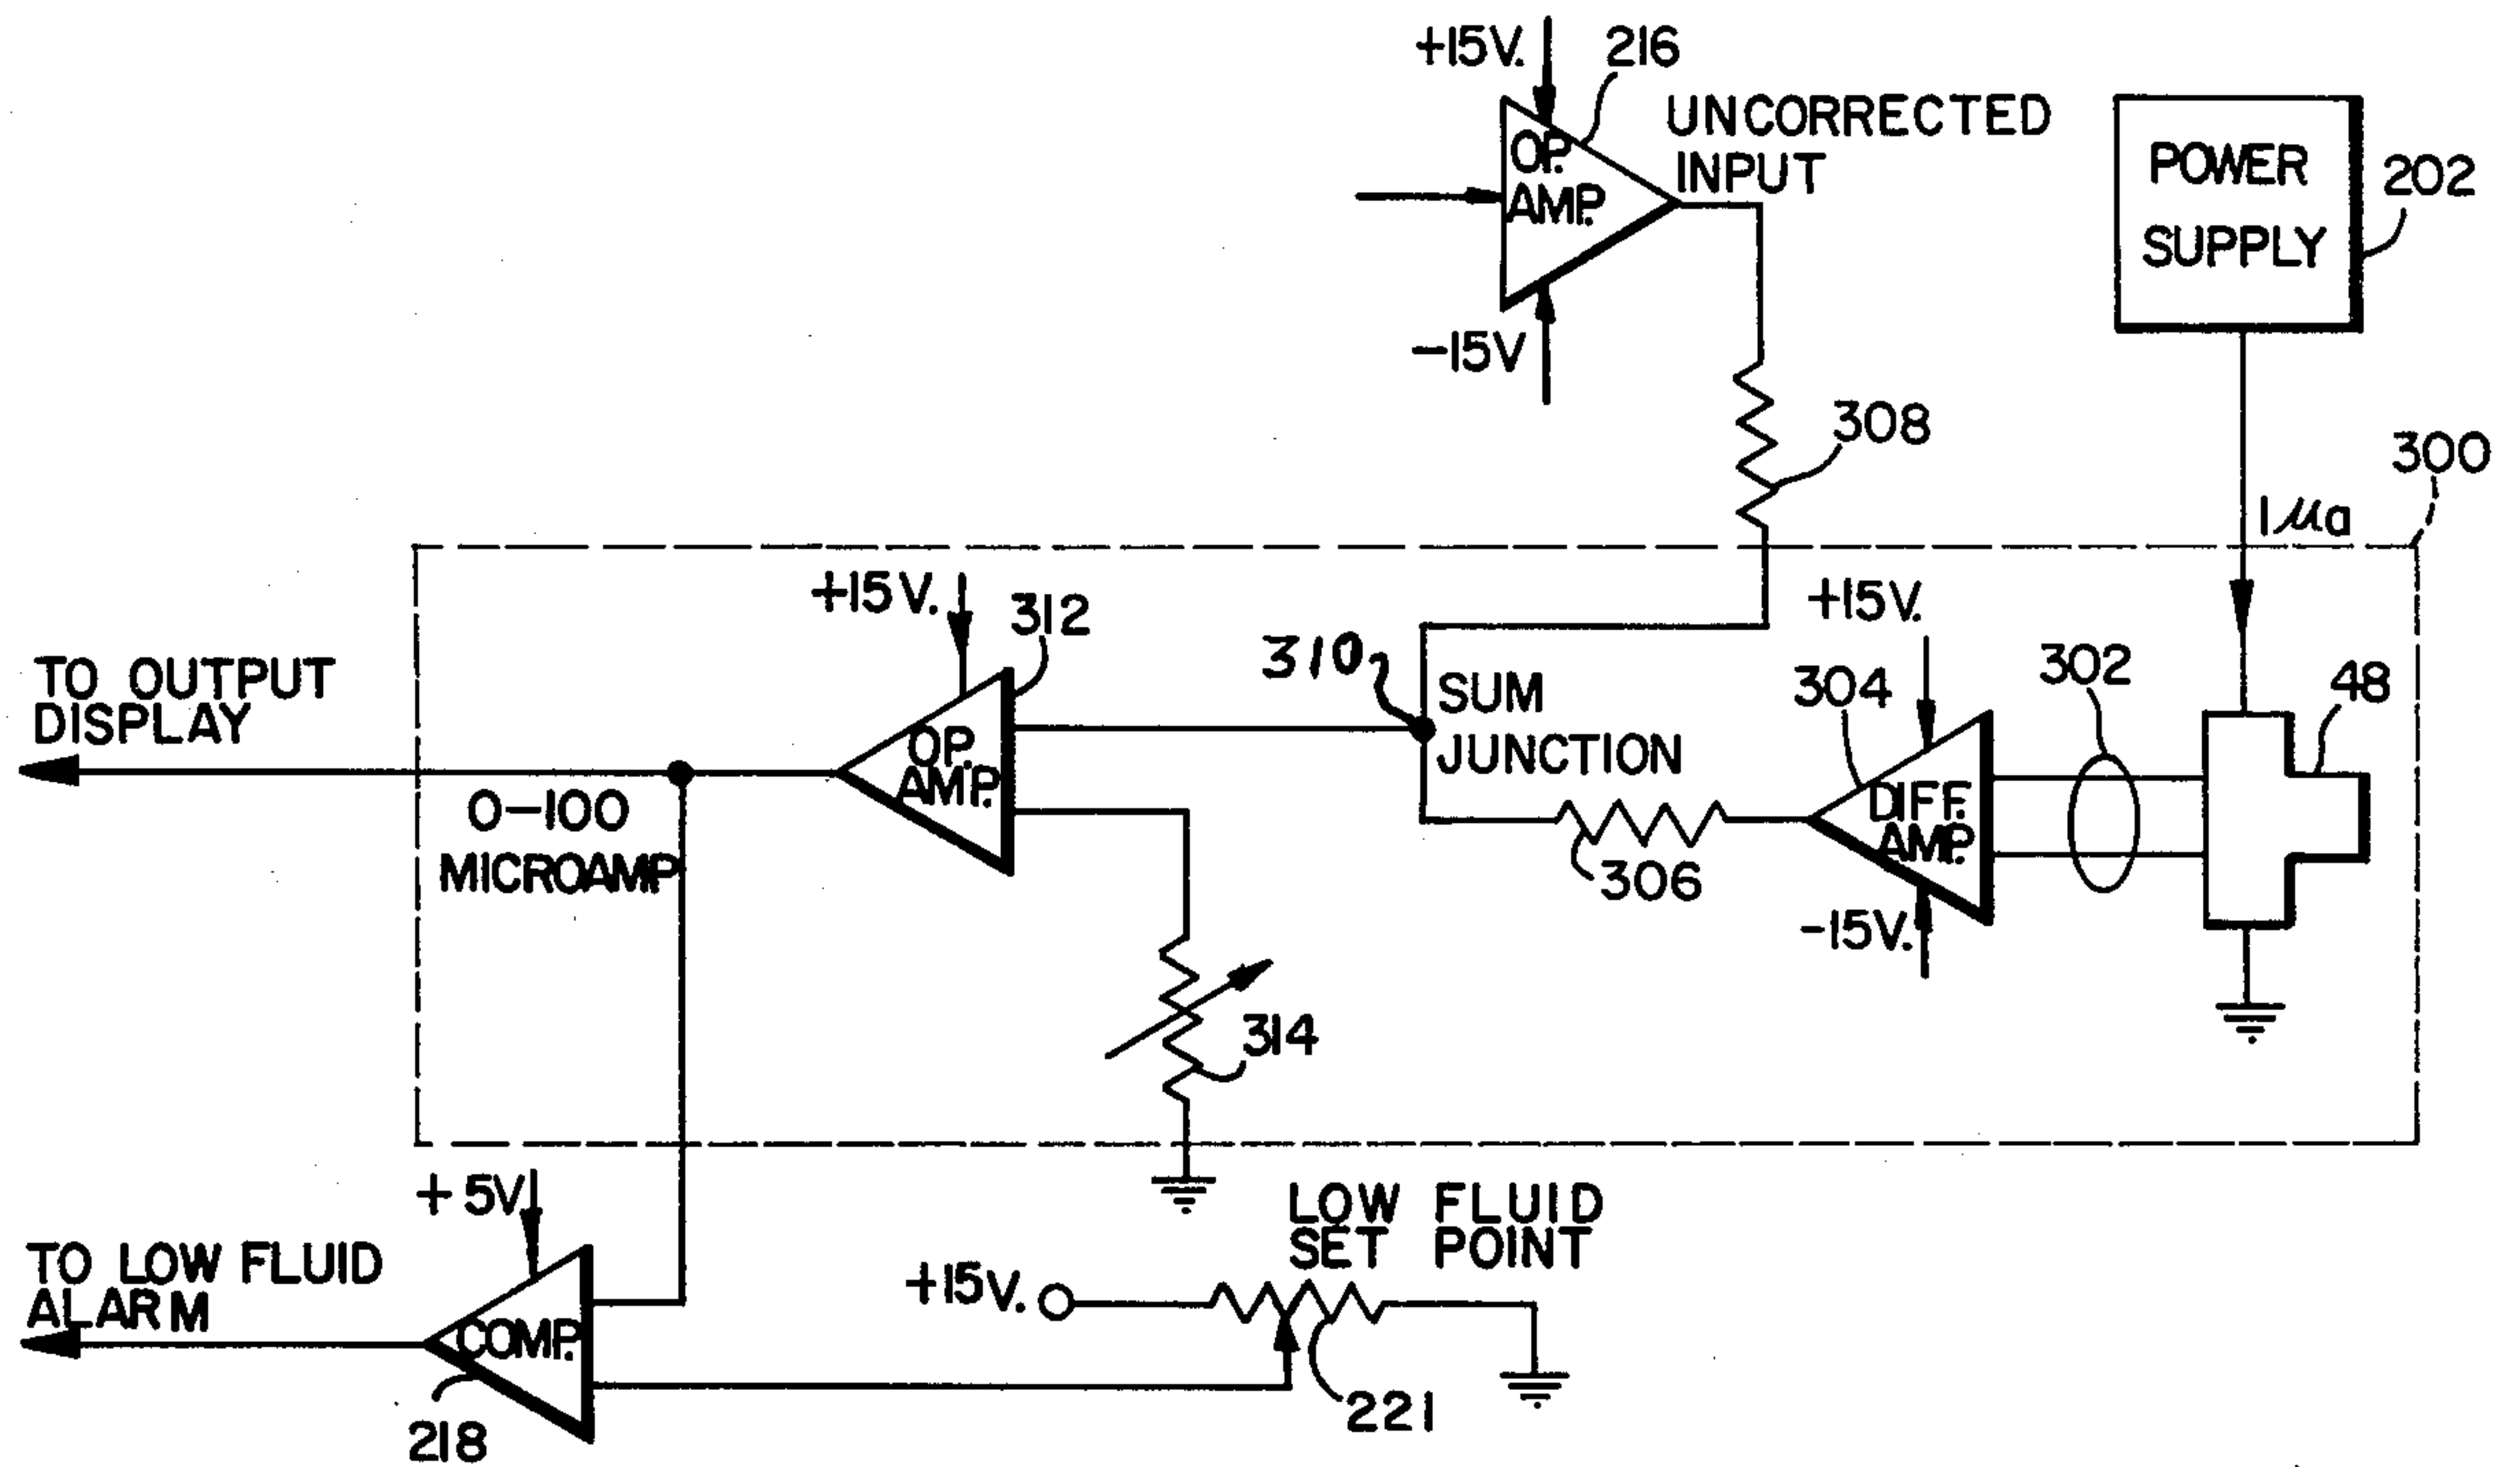 +15V.
216
UNCORRECTED
INPUT
OP.
AMP.
-15V
POWER
SUPPLY
202
308
300
1μa
+15V.
312
310
SUM
JUNCTION
+15V.
304
302
48
TO OUTPUT
DISPLAY
OP.
AMP.
DIFF.
AMP.
0-100
MICROAMP
306
-15V.
314
+5V
LOW FLUID
SET POINT
TO LOW FLUID
ALARM
+15V.
COMP.
221
218